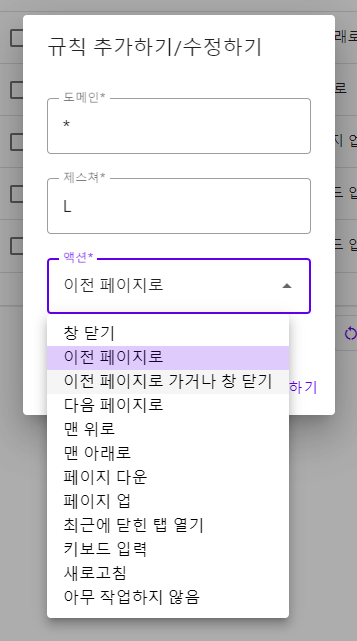 규칙 추가하기/수정하기
래로
도메인*
*
로
제스쳐*
L
지 업
드 업
액션*
이전 페이지로
드 업
창 닫기
이전 페이지로
이전 페이지로 가거나 창 닫기
하기
다음 페이지로
맨 위로
맨 아래로
페이지 다운
페이지 업
최근에 닫힌 탭 열기
키보드 입력
새로고침
아무 작업하지 않음